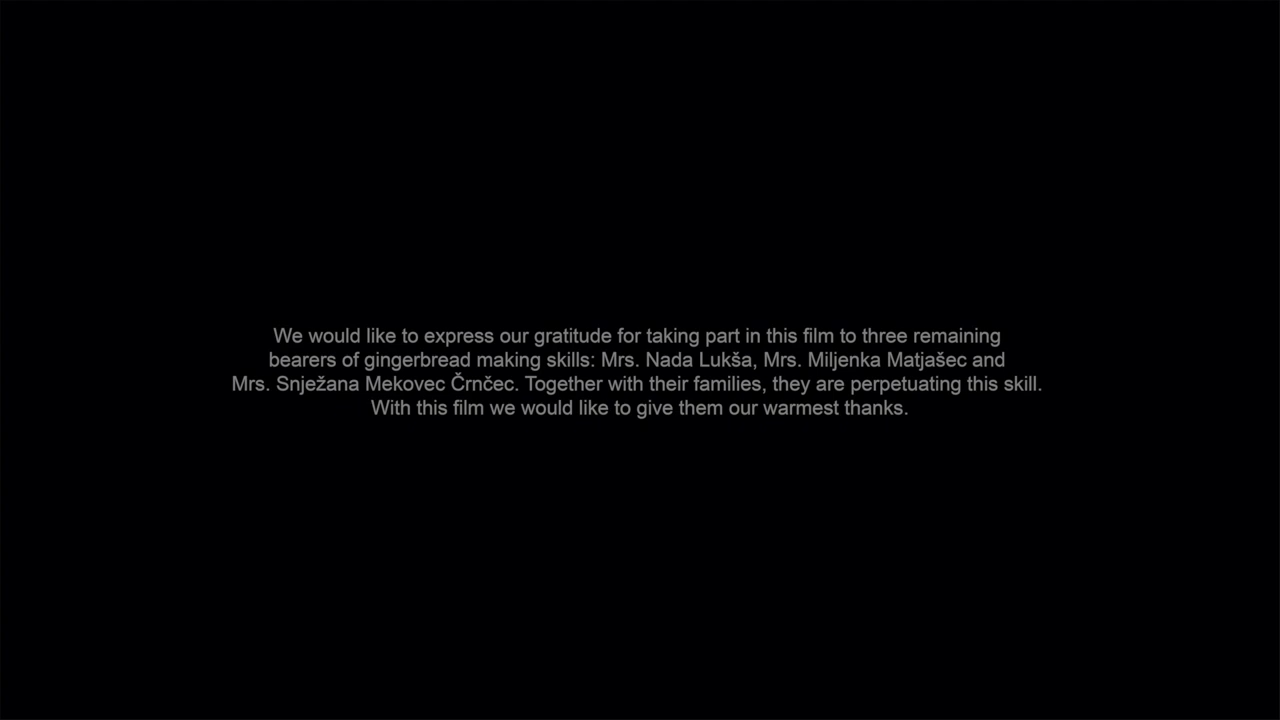 We would like to express our gratitude for taking part in this film to three remaining
bearers of gingerbread making skills: Mrs. Nada Lukša, Mrs. Miljenka Matjašec and
Mrs. Snježana Mekovec Črnčec. Together with their families, they are perpetuating this skill.
With this film we would like to give them our warmest thanks.